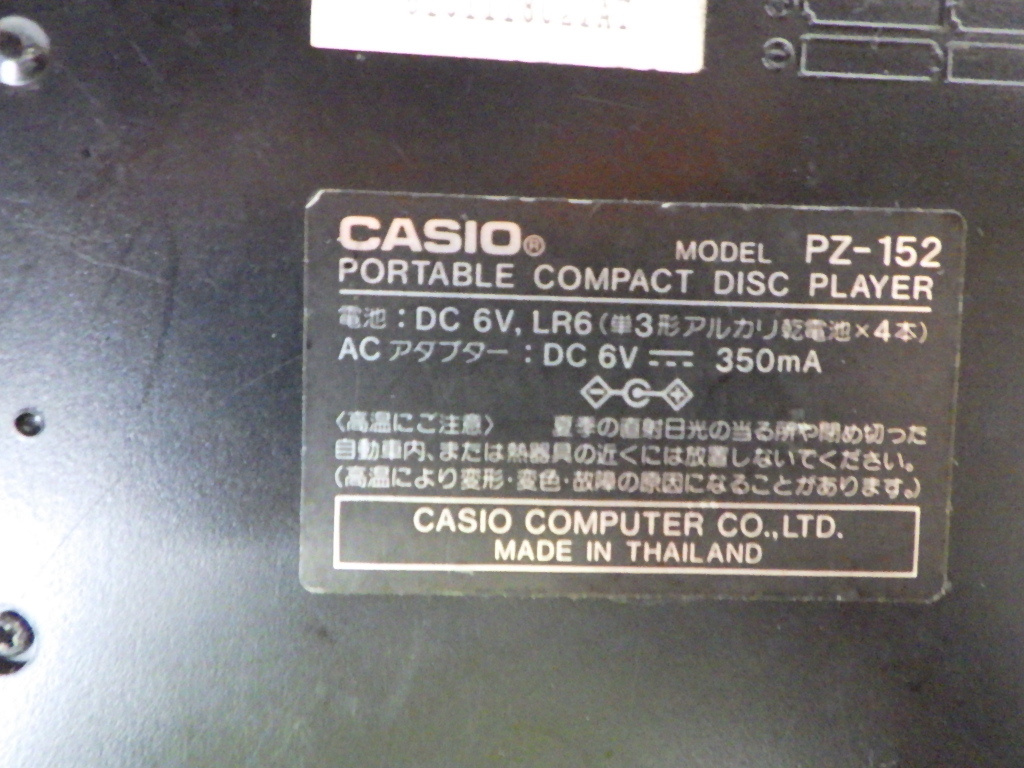 CASIO®
MODEL PZ-152
PORTABLE COMPACT DISC PLAYER
電池:DC 6V, LR6(単3形アルカリ乾電池×4本)
ACアダプター:DC 6V ⎓ 350mA
〈高温にご注意〉 夏季の直射日光の当る所や閉め切った
自動車内、または熱器具の近くには放置しないでください。
(高温により変形・変色・故障の原因になることがあります。)
CASIO COMPUTER CO.,LTD.
MADE IN THAILAND